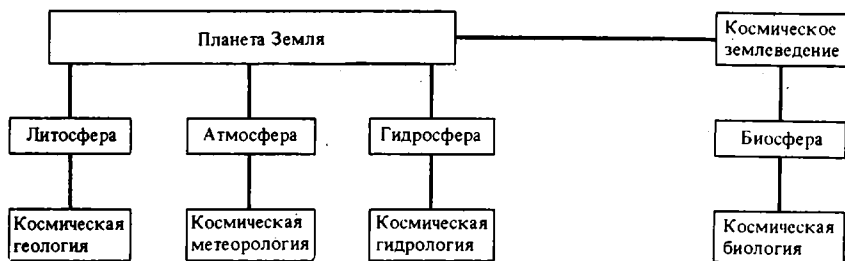 Планета Земля
Космическое
землеведение
Литосфера
Атмосфера
Гидросфера
Биосфера
Космическая
геология
Космическая
метеорология
Космическая
гидрология
Космическая
биология